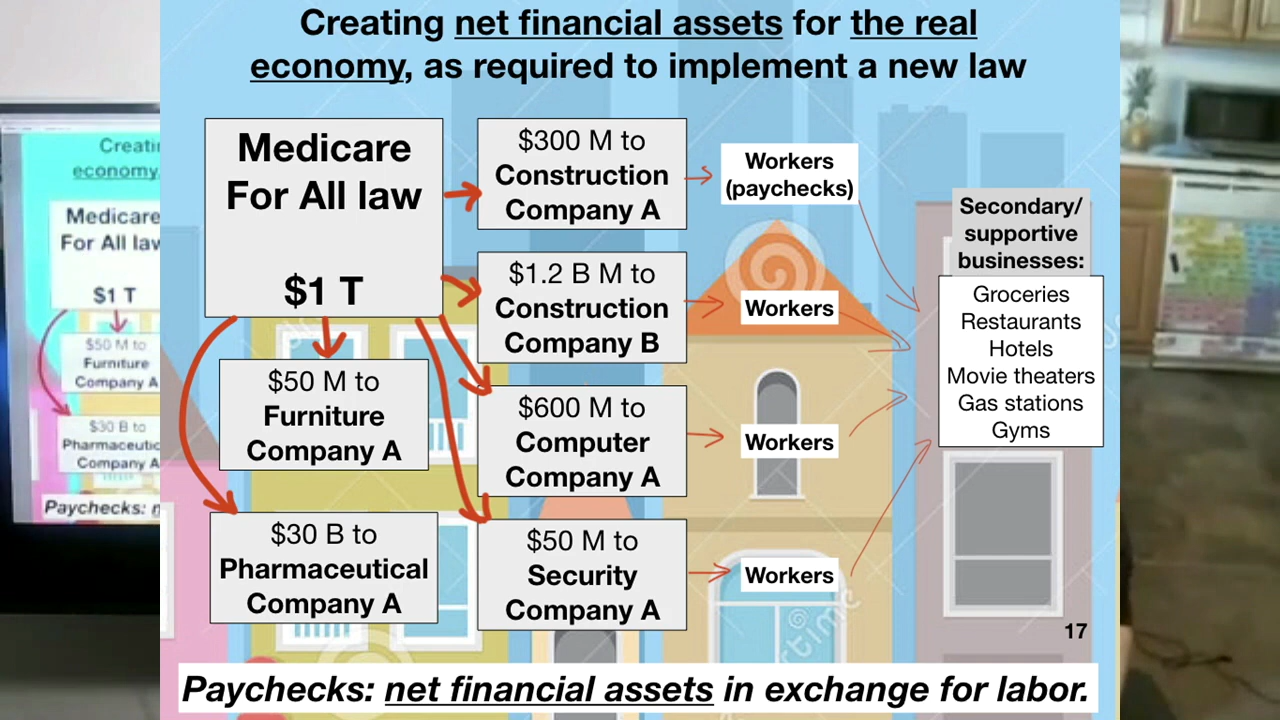 Creating net financial assets for the real
economy, as required to implement a new law
Medicare
For All law
$1 T
$300 M to
Construction
Company A
Workers
(paychecks)
$1.2 B M to
Construction
Company B
Workers
$50 M to
Furniture
Company A
$600 M to
Computer
Company A
Workers
$30 B to
Pharmaceutical
Company A
$50 M to
Security
Company A
Workers
Secondary/
supportive
businesses:
Groceries
Restaurants
Hotels
Movie theaters
Gas stations
Gyms
17
Paychecks: net financial assets in exchange for labor.
Creati
economy
Medicare
For All law
$1 T
$50 M to
Furniture
Company A
$30 B to
Pharmaceutic
Company A
Paychecks: